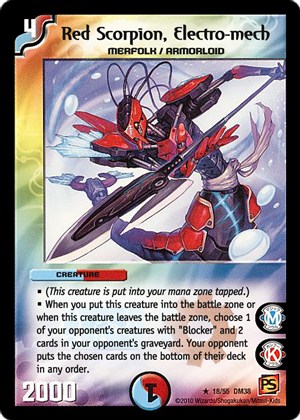 4
Red Scorpion, Electro-mech
MERFOLK / ARMORLOID
CREATURE
▪ (This creature is put into your mana zone tapped.)
▪ When you put this creature into the battle zone or
when this creature leaves the battle zone, choose 1
of your opponent's creatures with "Blocker" and 2
cards in your opponent's graveyard. Your opponent
puts the chosen cards on the bottom of their deck
in any order.
M
K
2000
1
★ 18/55 DM38
PS
©2010 Wizards/Shogakukan/Mitsui-Kids